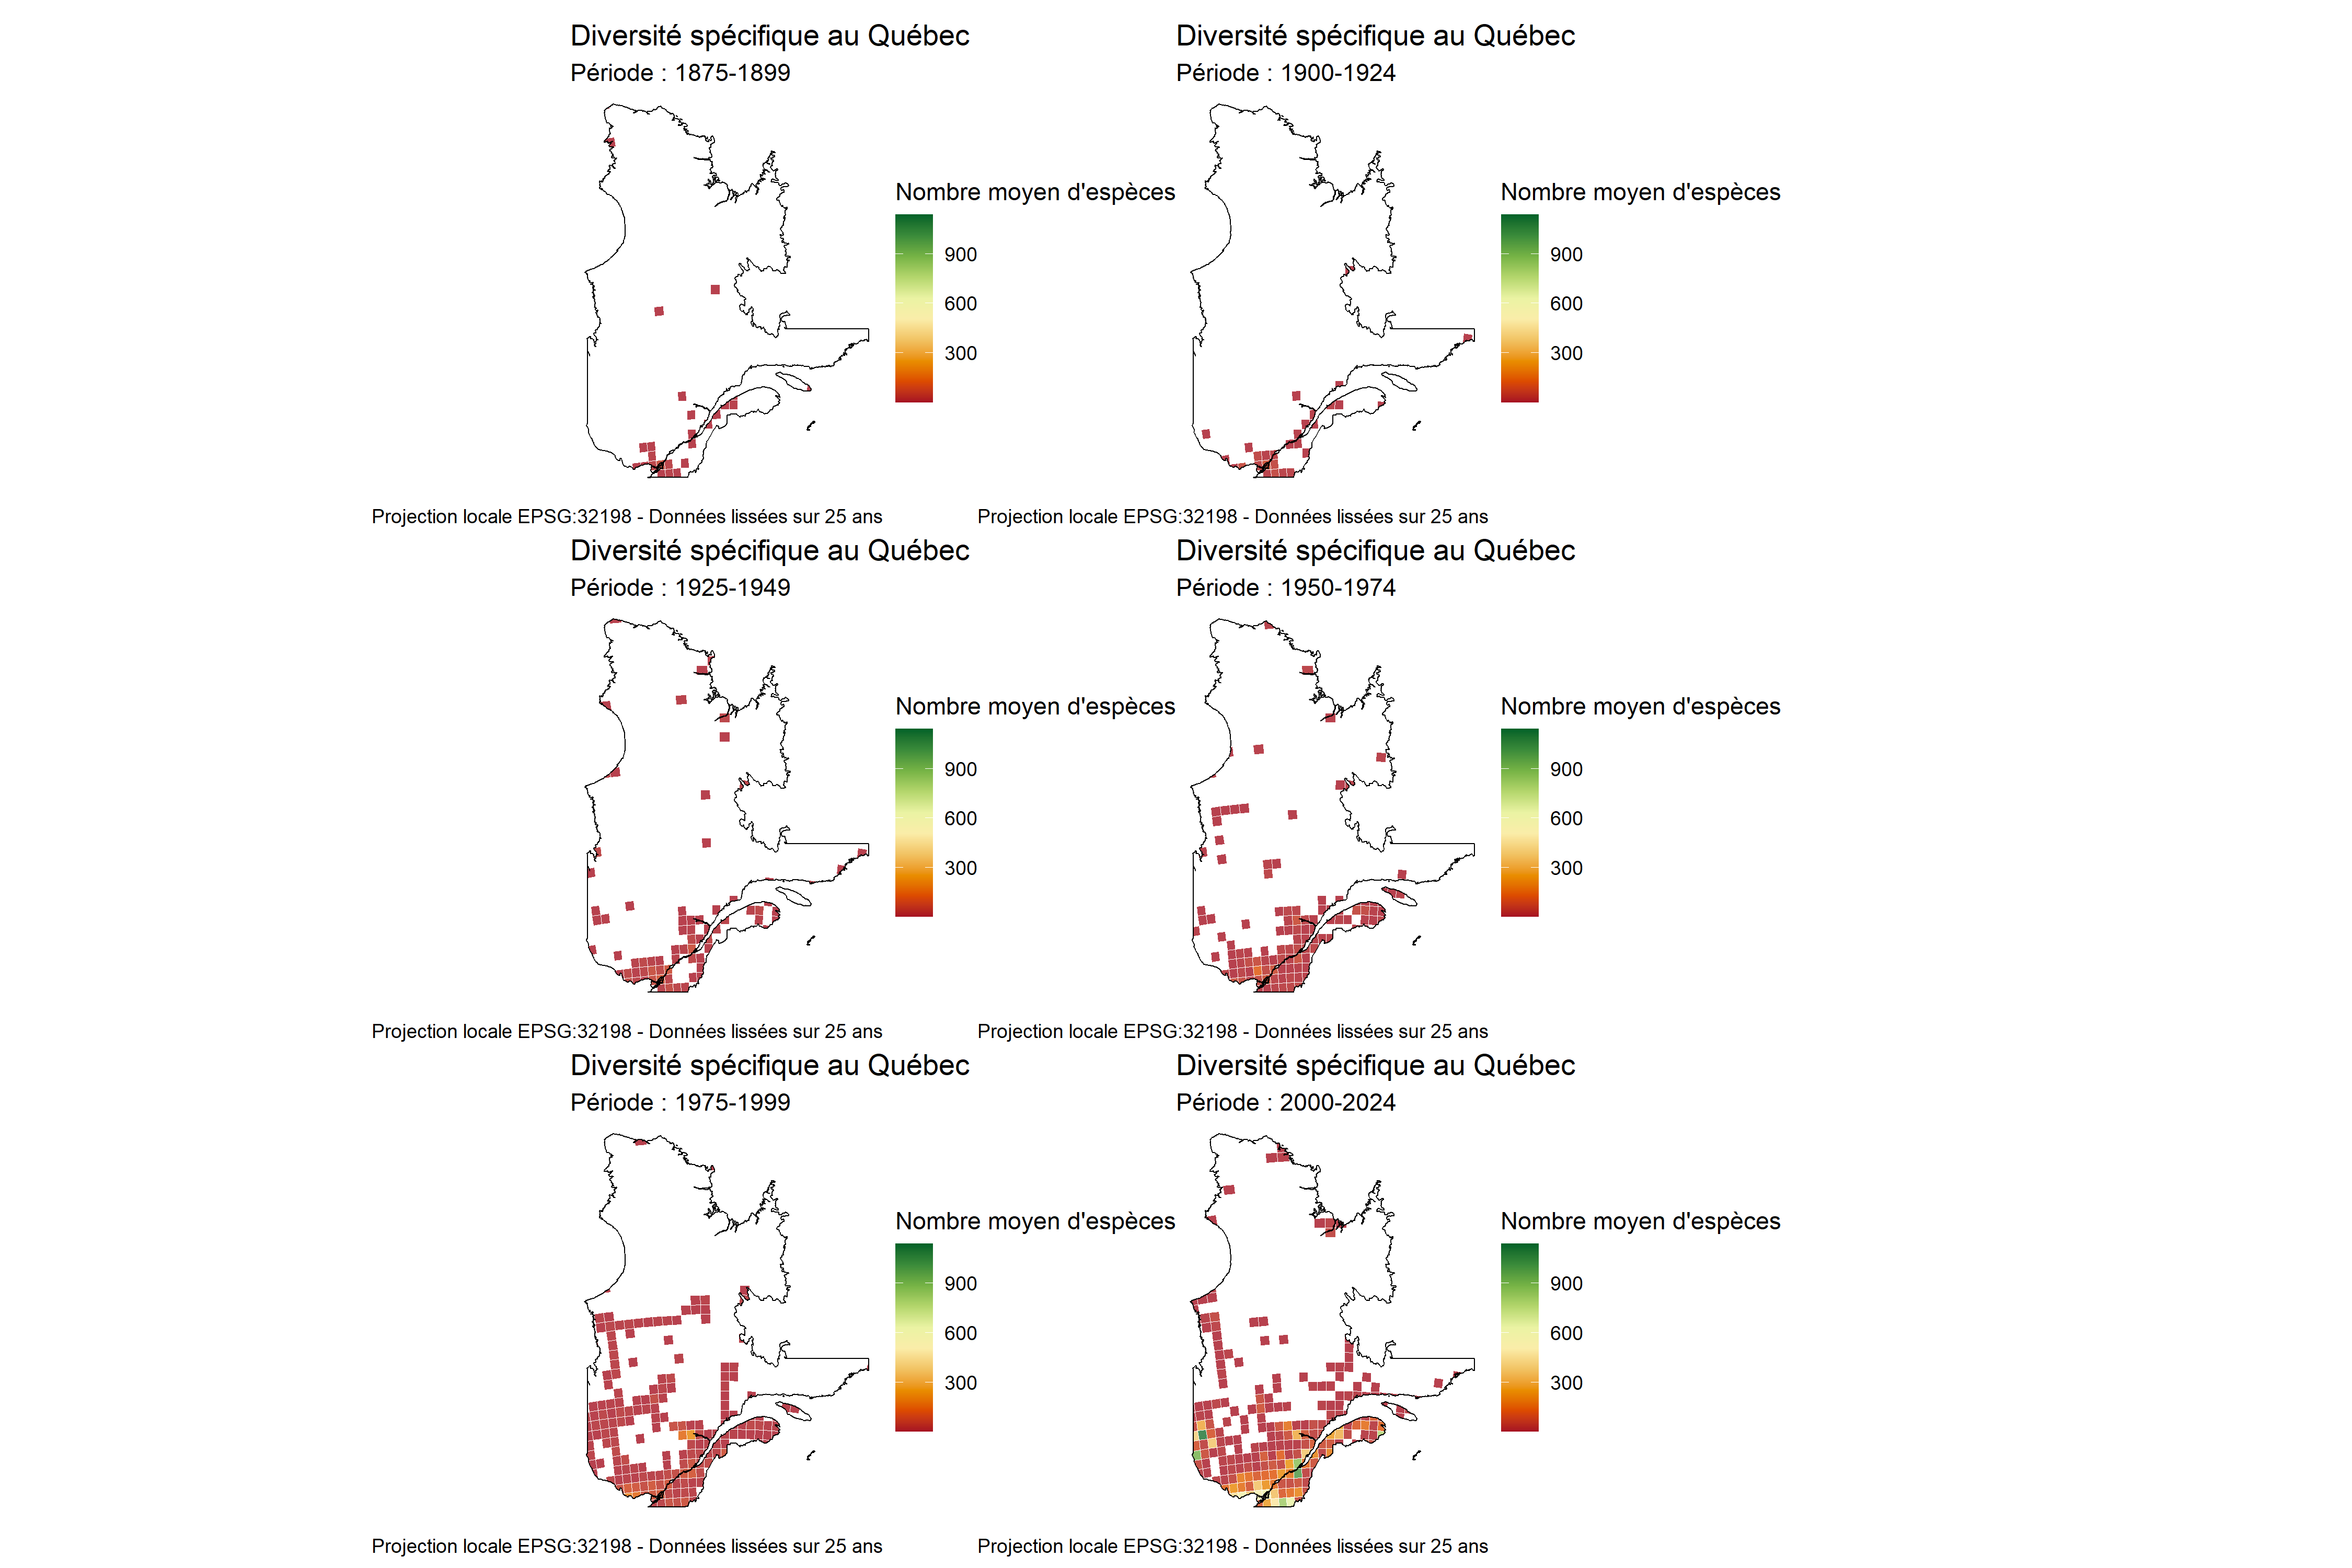 Diversité spécifique au Québec
Période : 1875-1899
Nombre moyen d'espèces
900
600
300
Projection locale EPSG:32198 - Données lissées sur 25 ans
Diversité spécifique au Québec
Période : 1900-1924
Nombre moyen d'espèces
900
600
300
Projection locale EPSG:32198 - Données lissées sur 25 ans
Diversité spécifique au Québec
Période : 1925-1949
Nombre moyen d'espèces
900
600
300
Projection locale EPSG:32198 - Données lissées sur 25 ans
Diversité spécifique au Québec
Période : 1950-1974
Nombre moyen d'espèces
900
600
300
Projection locale EPSG:32198 - Données lissées sur 25 ans
Diversité spécifique au Québec
Période : 1975-1999
Nombre moyen d'espèces
900
600
300
Projection locale EPSG:32198 - Données lissées sur 25 ans
Diversité spécifique au Québec
Période : 2000-2024
Nombre moyen d'espèces
900
600
300
Projection locale EPSG:32198 - Données lissées sur 25 ans